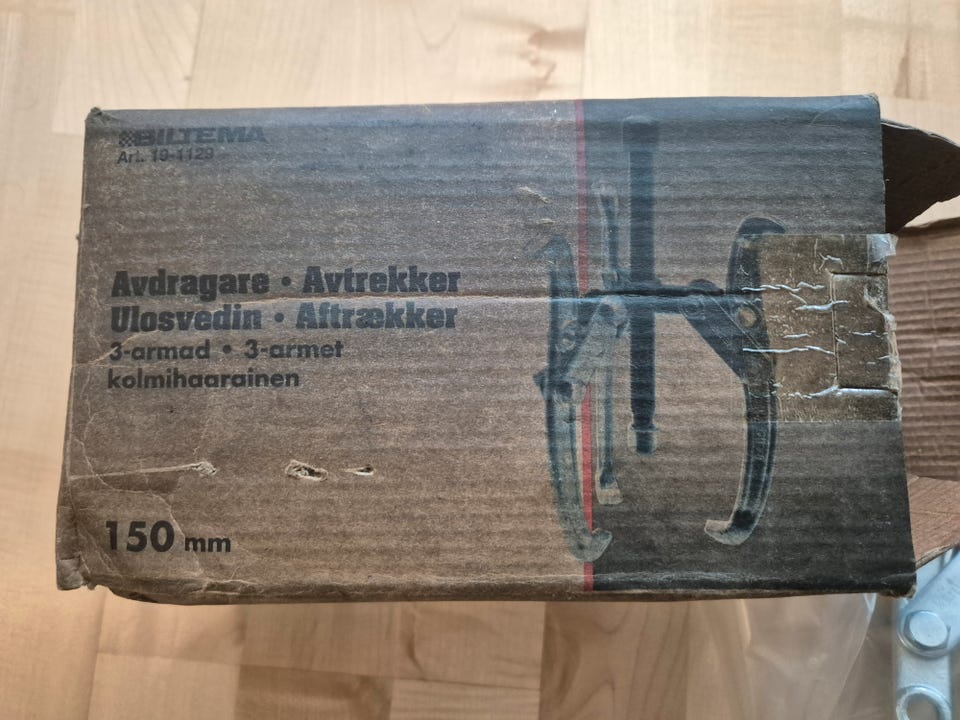 BILTEMA
Art. 19-1129
Avdragare • Avtrekker
Ulosvedin • Aftrækker
3-armad • 3-armet
kolmihaarainen
150 mm